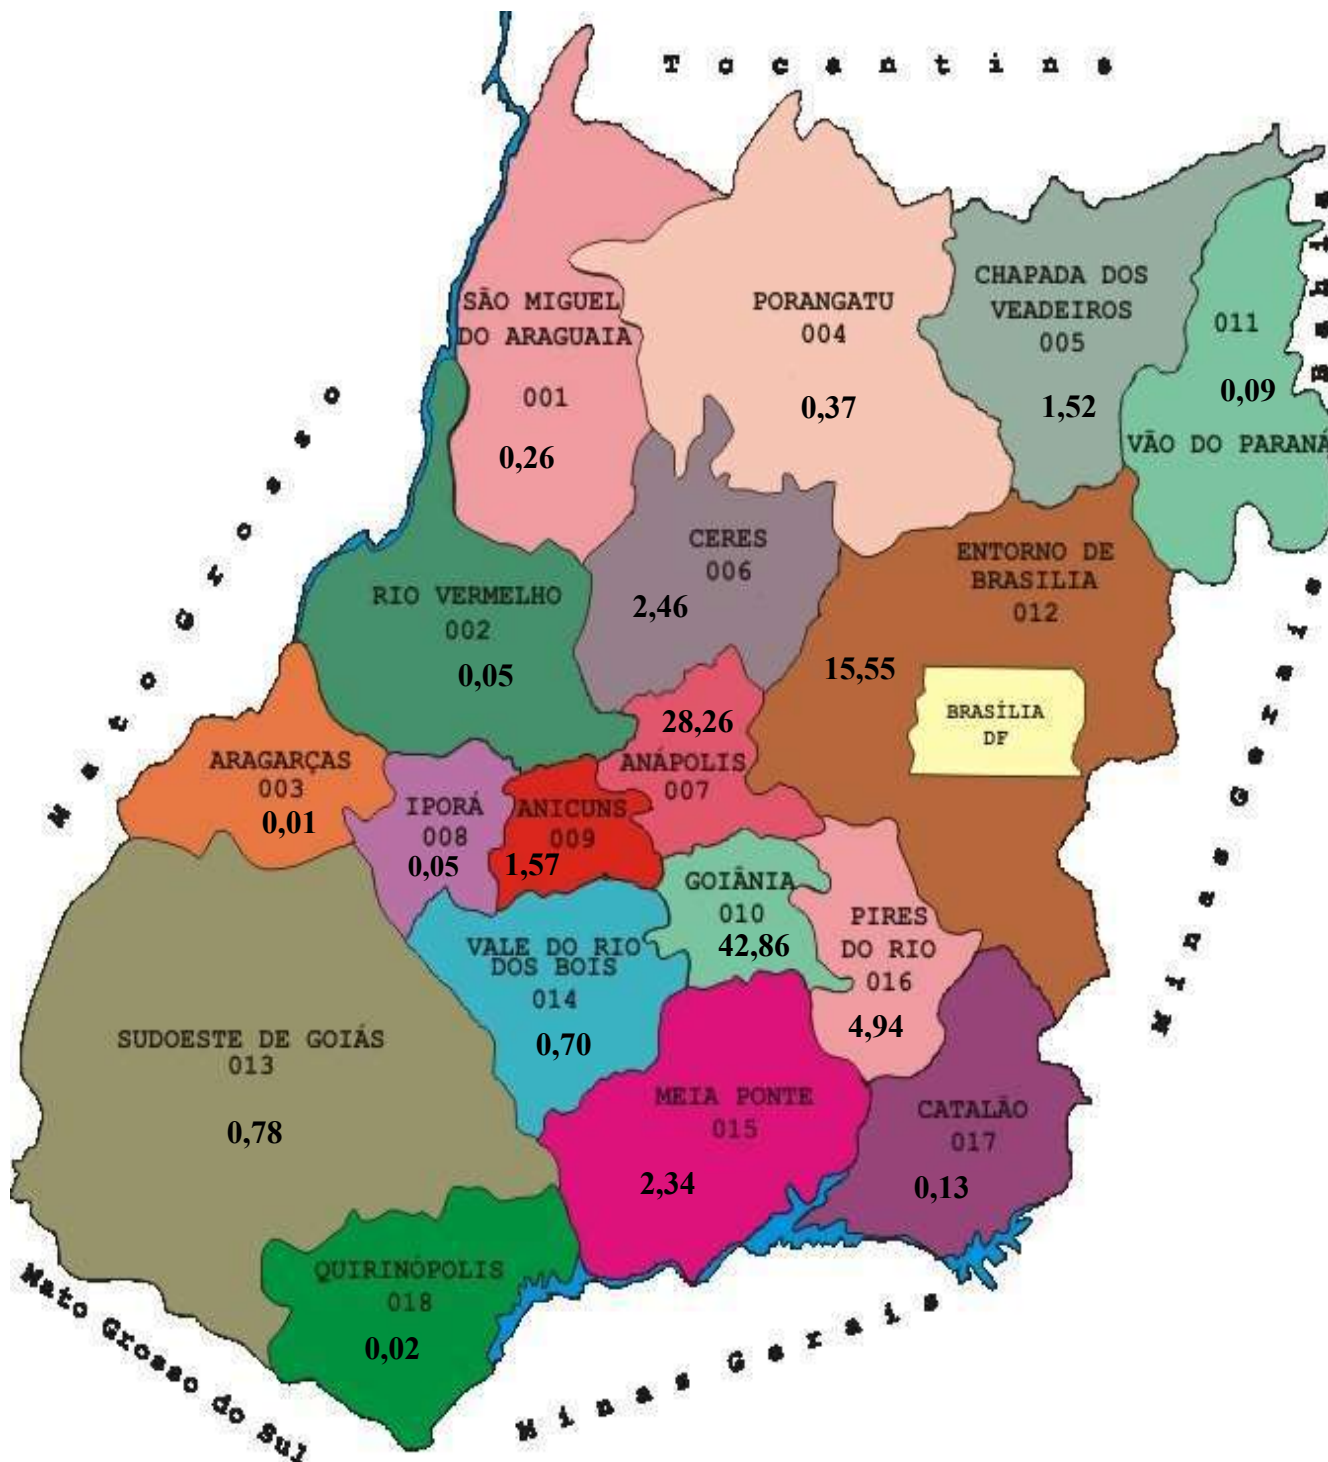 Tocantins
Bahia
SÃO MIGUEL
DO ARAGUAIA
001
0,26
PORANGATU
004
0,37
CHAPADA DOS
VEADEIROS
005
1,52
011
0,09
VÃO DO PARANÁ
Mato Grosso
RIO VERMELHO
002
0,05
CERES
006
2,46
ENTORNO DE
BRASILIA
012
15,55
BRASÍLIA
DF
Minas Gerais
ARAGARÇAS
003
0,01
IPORÁ
008
0,05
ANICUNS
009
1,57
28,26
ANÁPOLIS
007
GOIÂNIA
010
42,86
PIRES
DO RIO
016
4,94
VALE DO RIO
DOS BOIS
014
0,70
SUDOESTE DE GOIÁS
013
0,78
MEIA PONTE
015
2,34
CATALÃO
017
0,13
QUIRINÓPOLIS
018
0,02
Mato Grosso do Sul
Minas Gerais